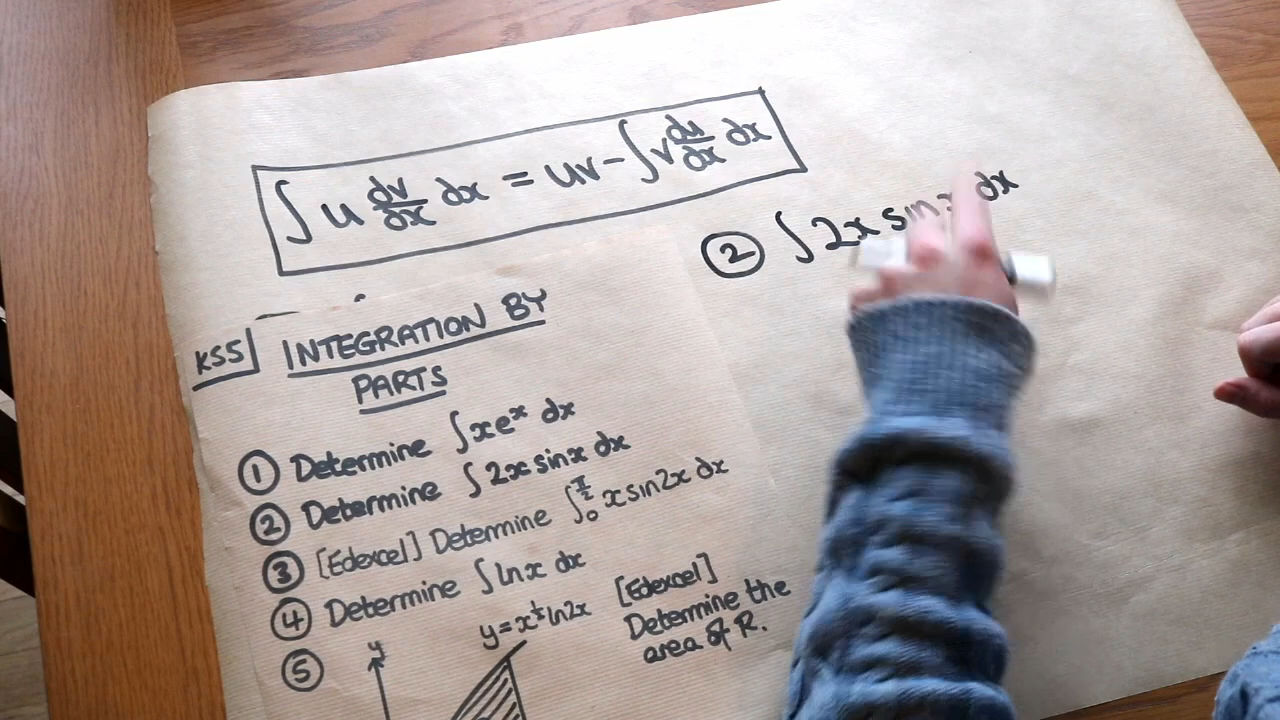 ∫ u dv/dx dx = uv - ∫ v du/dx dx
② ∫ 2x sinx dx
KS5 INTEGRATION BY
PARTS
① Determine ∫ xeˣ dx
② Determine ∫ 2x sinx dx
③ [Edexcel] Determine ∫₀^(π/2) x sin2x dx
④ Determine ∫ lnx dx
⑤ y = x^(1/2) ln2x [Edexcel]
Determine the
area of R.
y